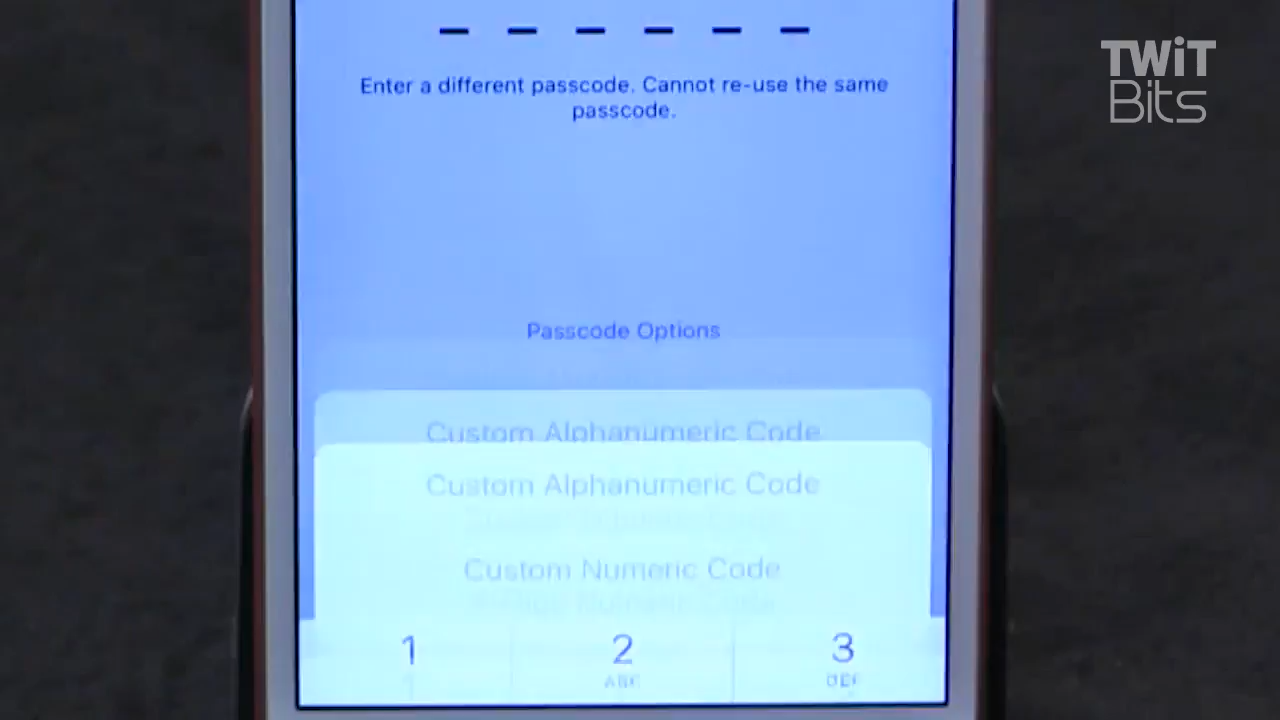 TWiT
Bits
Enter a different passcode. Cannot re-use the same
passcode.
Passcode Options
Custom Alphanumeric Code
Custom Alphanumeric Code
Custom Numeric Code
1 2 3
ABC DEF